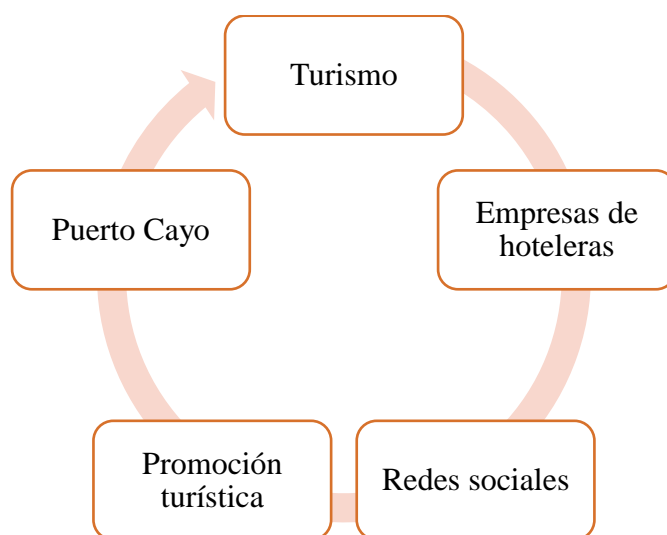 Turismo
Empresas de
hoteleras
Redes sociales
Promoción
turística
Puerto Cayo